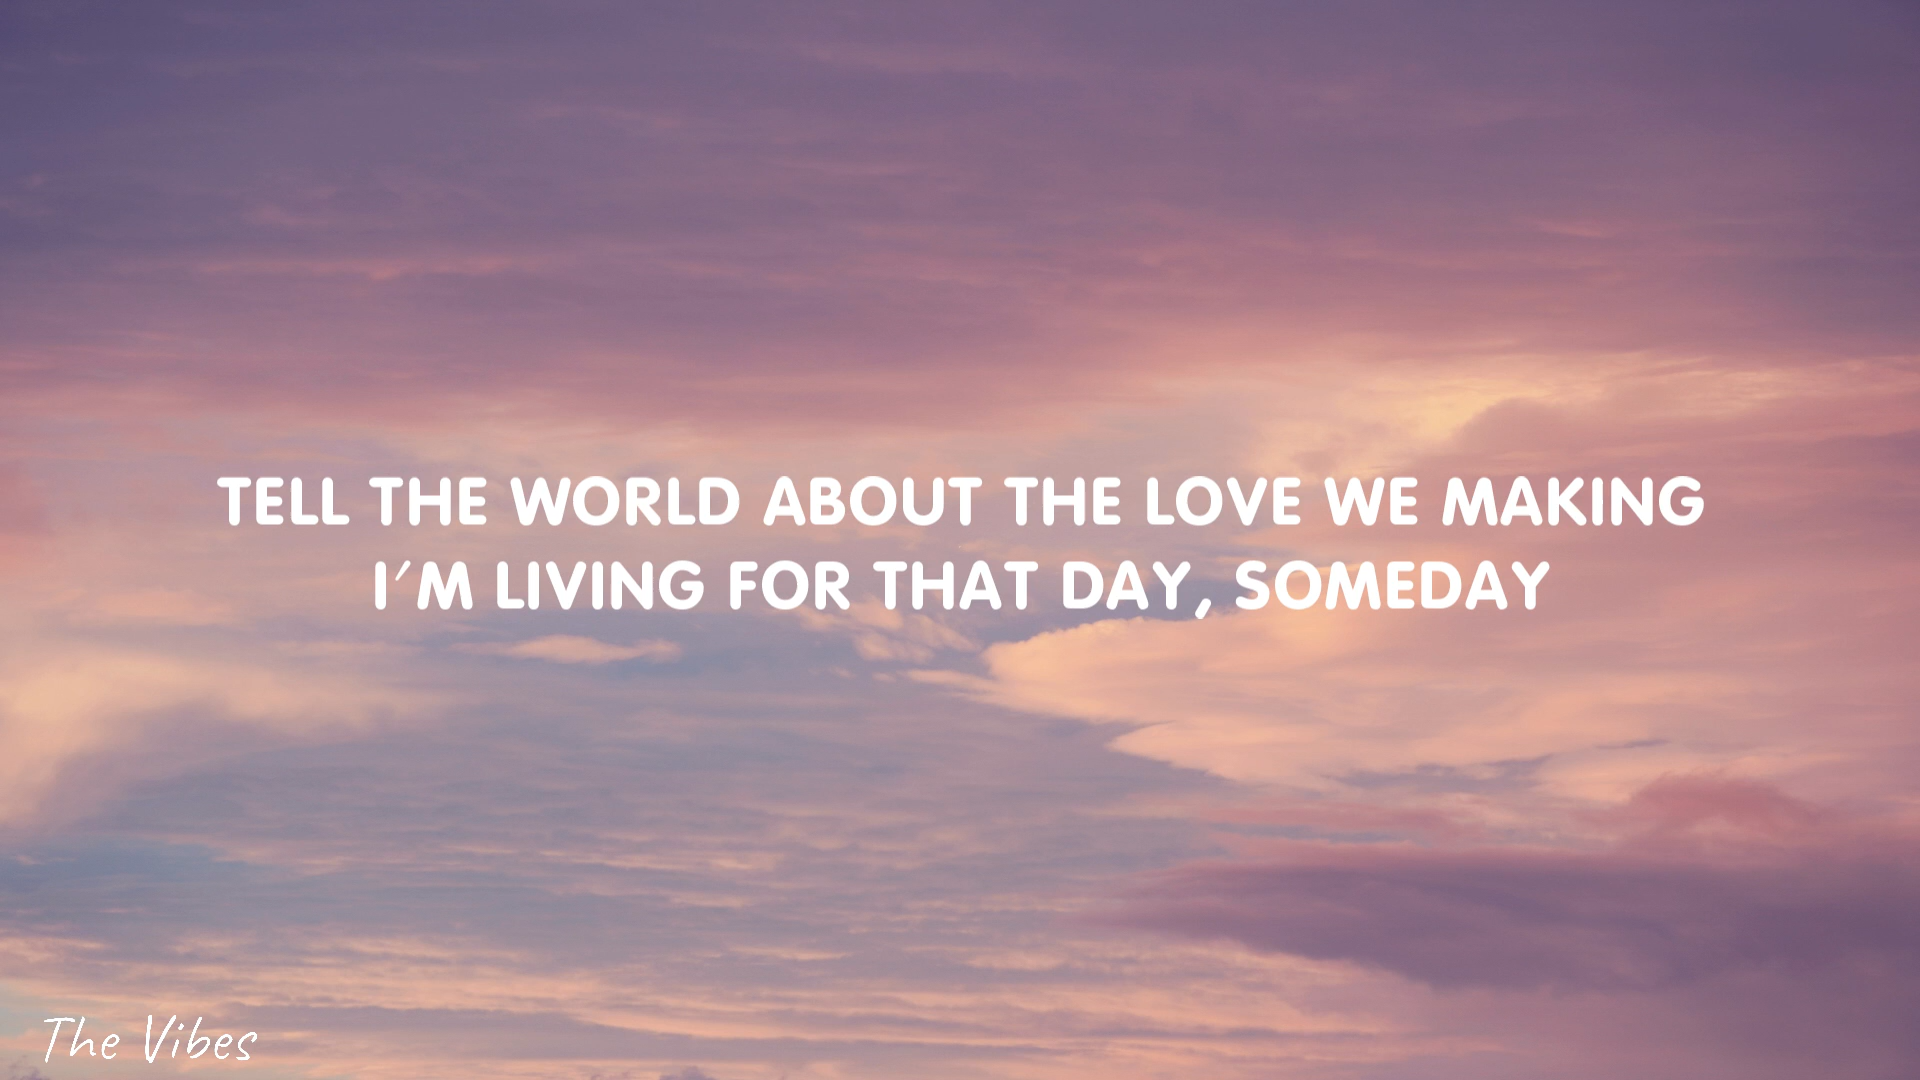 TELL THE WORLD ABOUT THE LOVE WE MAKING
I'M LIVING FOR THAT DAY, SOMEDAY
The Vibes